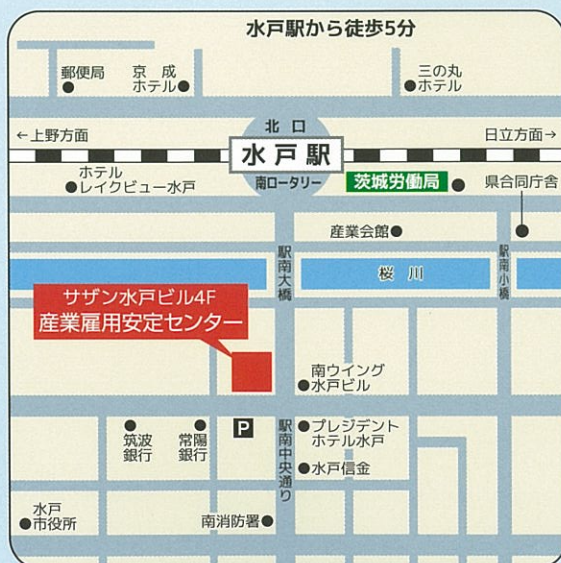 水戸駅から徒歩5分
郵便局
京成
ホテル
三の丸
ホテル
←上野方面
北口
日立方面→
水戸駅
南ロータリー
ホテル
レイクビュー水戸
茨城労働局
県合同庁舎
産業会館
駅南大橋
桜川
駅南小橋
サザン水戸ビル4F
産業雇用安定センター
南ウイング
水戸ビル
筑波
銀行
常陽
銀行
P
駅南中央通り
プレジデント
ホテル水戸
水戸信金
水戸
市役所
南消防署